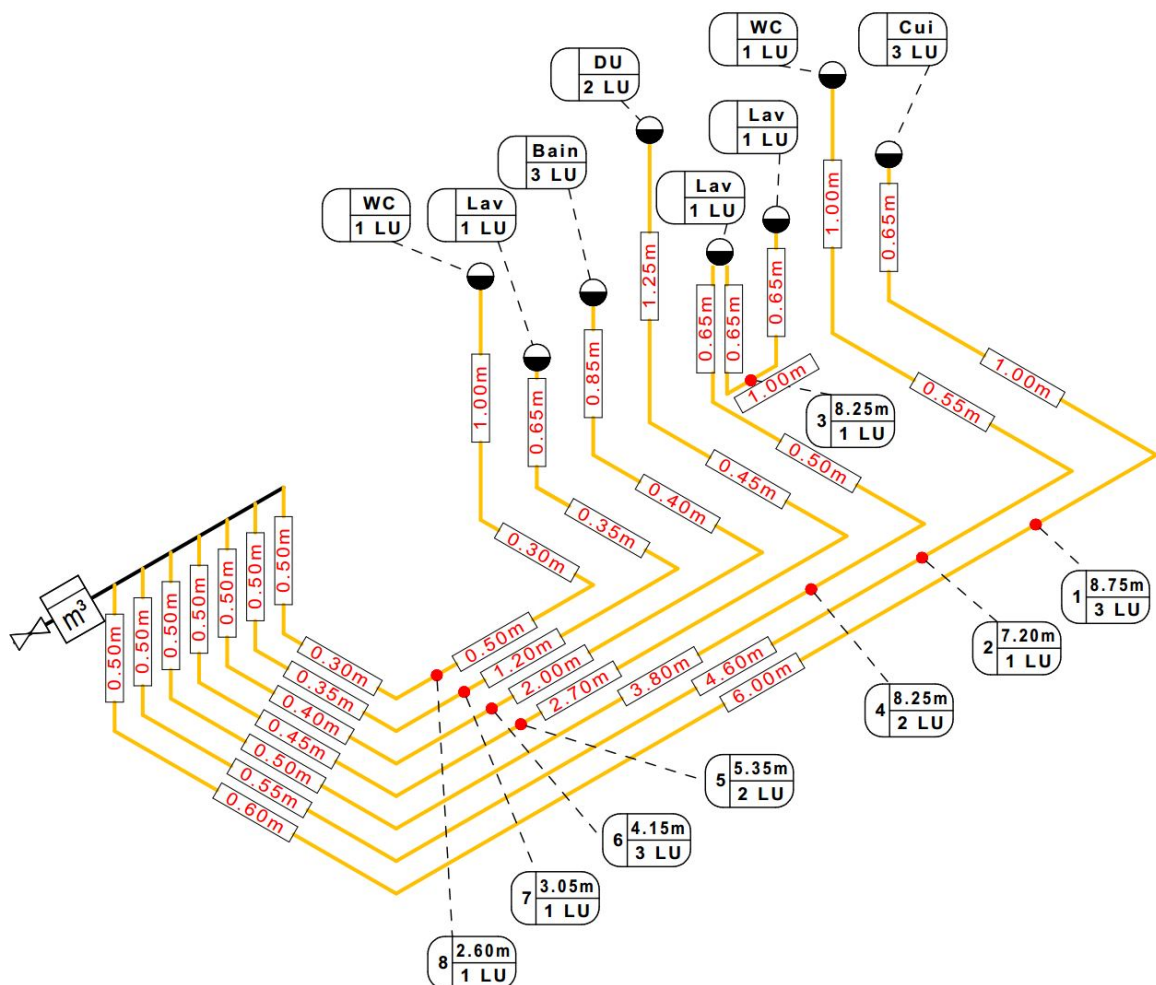 WC
1 LU
Cui
3 LU
DU
2 LU
Lav
1 LU
Bain
3 LU
Lav
1 LU
WC
1 LU
Lav
1 LU
1.00m
0.65m
1.25m
0.65m
0.65m
0.65m
0.85m
1.00m
0.65m
1.00m
1.00m
0.55m
3
8.25m
1 LU
0.50m
0.45m
0.40m
0.35m
0.30m
0.50m
0.50m
0.50m
0.50m
0.50m
0.50m
0.50m
m³
1
8.75m
3 LU
2
7.20m
1 LU
4
8.25m
2 LU
0.50m
1.20m
2.00m
2.70m
3.80m
4.60m
6.00m
0.30m
0.35m
0.40m
0.45m
0.50m
0.55m
0.60m
5
5.35m
2 LU
6
4.15m
3 LU
7
3.05m
1 LU
8
2.60m
1 LU